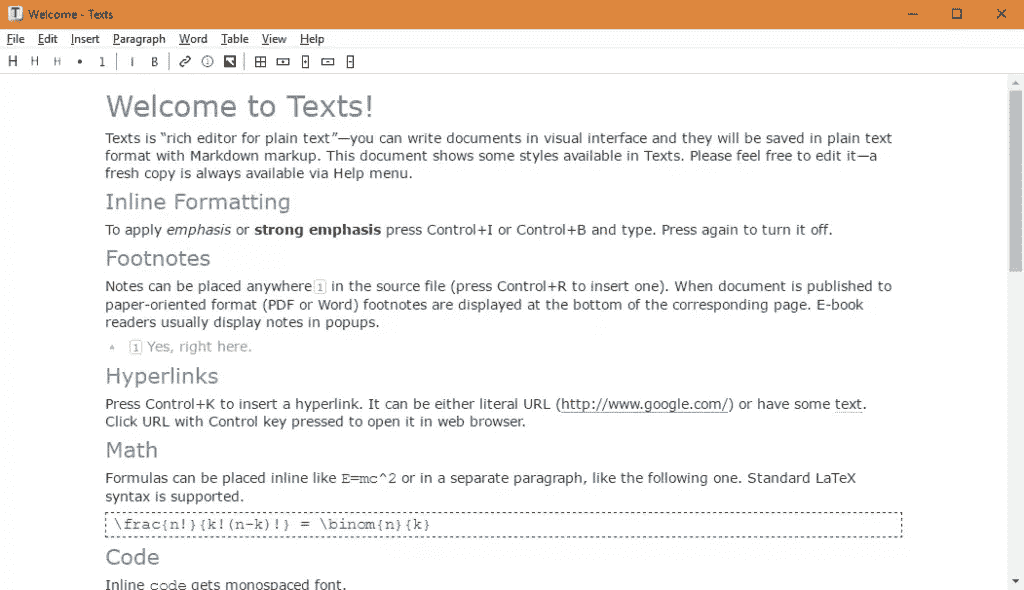 T Welcome - Texts
File Edit Insert Paragraph Word Table View Help
H H H • 1 I B
Welcome to Texts!
Texts is “rich editor for plain text”—you can write documents in visual interface and they will be saved in plain text
format with Markdown markup. This document shows some styles available in Texts. Please feel free to edit it—a
fresh copy is always available via Help menu.
Inline Formatting
To apply emphasis or strong emphasis press Control+I or Control+B and type. Press again to turn it off.
Footnotes
Notes can be placed anywhere 1 in the source file (press Control+R to insert one). When document is published to
paper-oriented format (PDF or Word) footnotes are displayed at the bottom of the corresponding page. E-book
readers usually display notes in popups.
1 Yes, right here.
Hyperlinks
Press Control+K to insert a hyperlink. It can be either literal URL (http://www.google.com/) or have some text.
Click URL with Control key pressed to open it in web browser.
Math
Formulas can be placed inline like E=mc^2 or in a separate paragraph, like the following one. Standard LaTeX
syntax is supported.
\frac{n!}{k!(n-k)!} = \binom{n}{k}
Code
Inline code gets monospaced font.